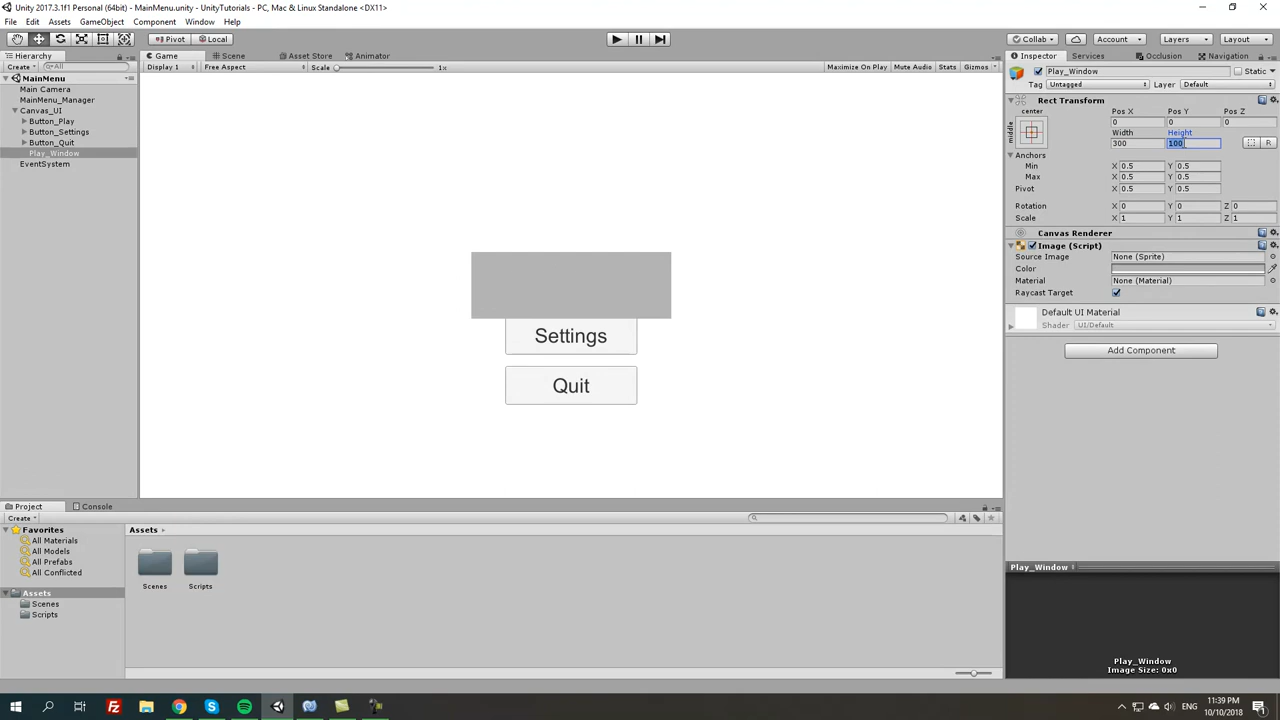 Unity 2017.3.1f1 Personal (64bit) - MainMenu.unity - UnityTutorials - PC, Mac & Linux Standalone <DX11>
File Edit Assets GameObject Component Window Help
Pivot Local Collab Account Layers Layout
Hierarchy Game Scene Asset Store Animator Inspector Services Occlusion Navigation
Create All Display 1 Free Aspect Scale 1x Maximize On Play Mute Audio Stats Gizmos Play_Window Static
MainMenu
Tag Untagged Layer Default
Main Camera
MainMenu_Manager
Rect Transform
Canvas_UI
center Pos X Pos Y Pos Z
Button_Play
0 0 0
Button_Settings
middle Width Height
Button_Quit
300 100 R
Play_Window
Anchors
EventSystem
Min X 0.5 Y 0.5
Max X 0.5 Y 0.5
Pivot X 0.5 Y 0.5
Rotation X 0 Y 0 Z 0
Scale X 1 Y 1 Z 1
Canvas Renderer
Image (Script)
Source Image None (Sprite)
Color
Material None (Material)
Raycast Target
Default UI Material
Shader UI/Default
Settings
Add Component
Quit
Project Console
Create
Favorites Assets
All Materials
All Models
All Prefabs
All Conflicted
Scenes Scripts
Assets
Scenes
Scripts
Play_Window
Play_Window
Image Size: 0x0
ENG 11:39 PM
10/10/2018
1